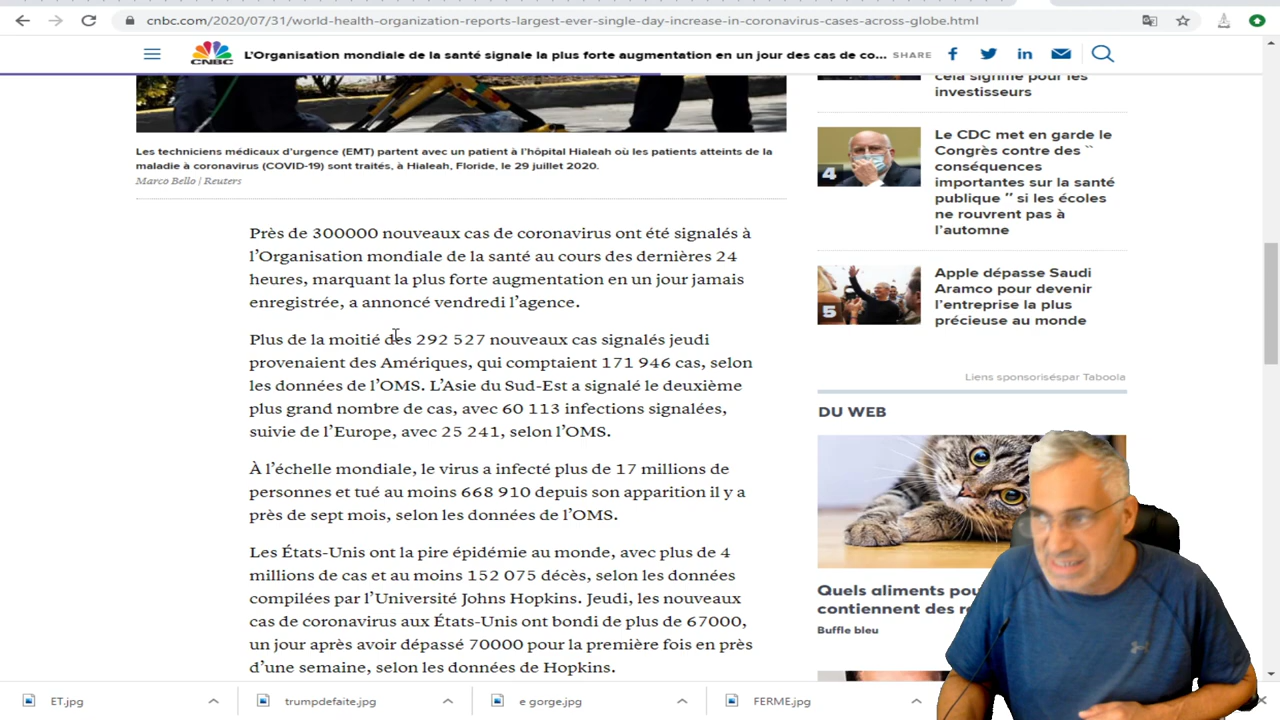 cnbc.com/2020/07/31/world-health-organization-reports-largest-ever-single-day-increase-in-coronavirus-cases-across-globe.html
CNBC
L'Organisation mondiale de la santé signale la plus forte augmentation en un jour des cas de co...
SHARE
Les techniciens médicaux d'urgence (EMT) partent avec un patient à l'hôpital Hialeah où les patients atteints de la
maladie à coronavirus (COVID-19) sont traités, à Hialeah, Floride, le 29 juillet 2020.
Marco Bello | Reuters
Près de 300000 nouveaux cas de coronavirus ont été signalés à
l'Organisation mondiale de la santé au cours des dernières 24
heures, marquant la plus forte augmentation en un jour jamais
enregistrée, a annoncé vendredi l'agence.
Plus de la moitié des 292 527 nouveaux cas signalés jeudi
provenaient des Amériques, qui comptaient 171 946 cas, selon
les données de l'OMS. L'Asie du Sud-Est a signalé le deuxième
plus grand nombre de cas, avec 60 113 infections signalées,
suivie de l'Europe, avec 25 241, selon l'OMS.
À l'échelle mondiale, le virus a infecté plus de 17 millions de
personnes et tué au moins 668 910 depuis son apparition il y a
près de sept mois, selon les données de l'OMS.
Les États-Unis ont la pire épidémie au monde, avec plus de 4
millions de cas et au moins 152 075 décès, selon les données
compilées par l'Université Johns Hopkins. Jeudi, les nouveaux
cas de coronavirus aux États-Unis ont bondi de plus de 67000,
un jour après avoir dépassé 70000 pour la première fois en près
d'une semaine, selon les données de Hopkins.
cela signifie pour les
investisseurs
4
Le CDC met en garde le
Congrès contre des ``
conséquences
importantes sur la santé
publique '' si les écoles
ne rouvrent pas à
l'automne
5
Apple dépasse Saudi
Aramco pour devenir
l'entreprise la plus
précieuse au monde
Liens sponsoriséspar Taboola
DU WEB
Quels aliments
contiennent des
Buffle bleu
ET.jpg
trumpdefaite.jpg
e gorge.jpg
FERME.jpg